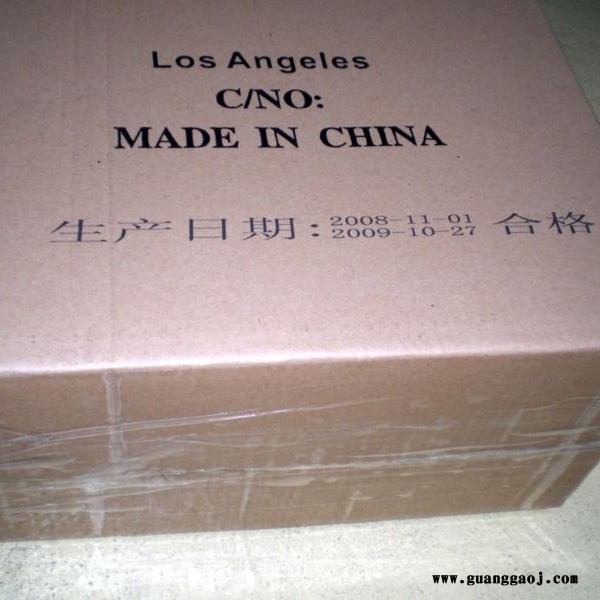 Los Angeles
C/NO:
MADE IN CHINA
生产日期:2008-11-01 合格
2009-10-27
www.guanggaoj.com